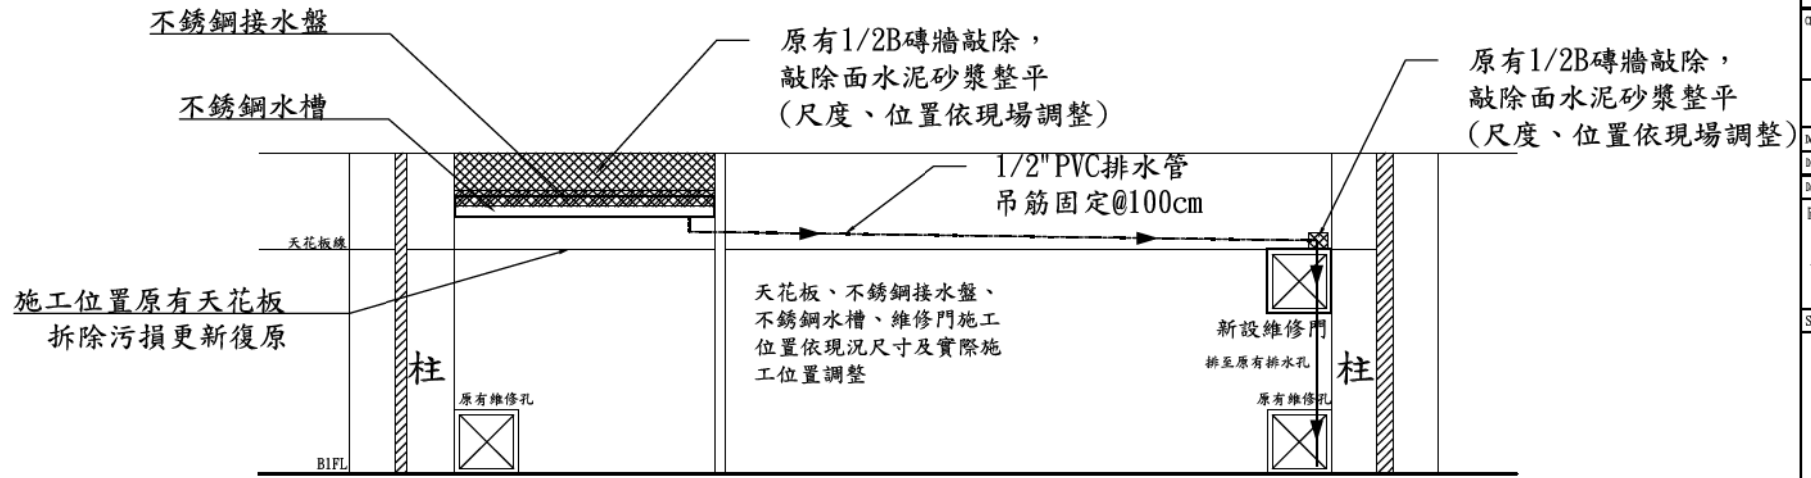 不銹鋼接水盤
不銹鋼水槽
原有1/2B磚牆敲除，
敲除面水泥砂漿整平
(尺度、位置依現場調整)
原有1/2B磚牆敲除，
敲除面水泥砂漿整平
(尺度、位置依現場調整)
1/2"PVC排水管
吊筋固定@100cm
天花板線
施工位置原有天花板
拆除污損更新復原
天花板、不銹鋼接水盤、
不銹鋼水槽、維修門施工
位置依現況尺寸及實際施
工位置調整
新設維修門
排至原有排水孔
柱
柱
原有維修孔
原有維修孔
B1FL